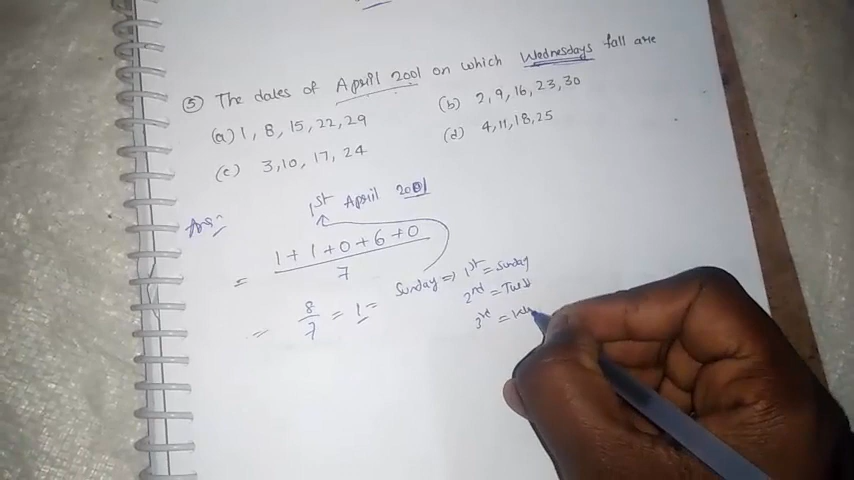 ⑤ The dates of April 2001 on which Wednesdays fall are
(a) 1, 8, 15, 22, 29 (b) 2, 9, 16, 23, 30
(c) 3, 10, 17, 24 (d) 4, 11, 18, 25
Ans:-
1st April 2001
= 1 + 1 + 0 + 6 + 0 / 7
= 8/7 = 1 = Sunday ⇒ 1st = Sunday
2nd = Tues
3rd =